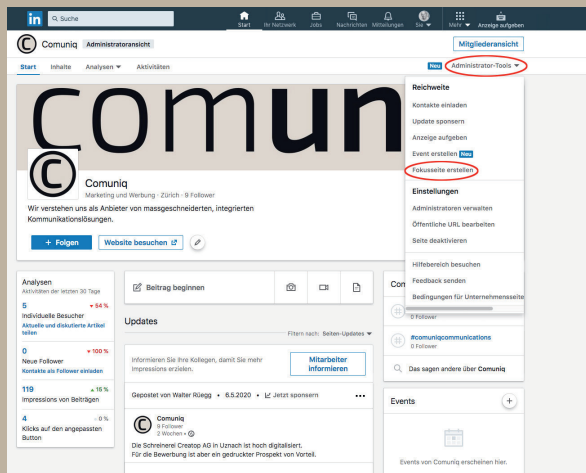 in Suche
Start Ihr Netzwerk Jobs Nachrichten Mitteilungen Sie Mehr Anzeige aufgeben
Comuniq Administratoransicht
Mitgliederansicht
Start Inhalte Analysen Aktivitäten
Neu Administrator-Tools
Reichweite
Kontakte einladen
Update sponsern
Anzeige aufgeben
Event erstellen Neu
Fokusseite erstellen
Einstellungen
Administratoren verwalten
Öffentliche URL bearbeiten
Seite deaktivieren
Hilfebereich besuchen
Feedback senden
Bedingungen für Unternehmensseite
comun
Comuniq
Marketing und Werbung · Zürich · 9 Follower
Wir verstehen uns als Anbieter von massgeschneiderten, integrierten
Kommunikationslösungen.
+ Folgen
Website besuchen
Analysen
Aktivitäten der letzten 30 Tage
5 54 %
Individuelle Besucher
Aktuelle und diskutierte Artikel
teilen
0 100 %
Neue Follower
Kontakte als Follower einladen
119 15 %
Impressions von Beiträgen
4 0 %
Klicks auf den angepassten
Button
Beitrag beginnen
Updates
Filtern nach: Seiten-Updates
Informieren Sie Ihre Kollegen, damit Sie mehr
Impressions erzielen.
Mitarbeiter
informieren
Gepostet von Walter Rüegg • 6.5.2020 • Jetzt sponsern
Comuniq
9 Follower
2 Wochen •
Die Schreinerei Creatop AG in Uznach ist hoch digitalisiert.
Für die Bewerbung ist aber ein gedruckter Prospekt von Vorteil.
Com
0 Follower
#comuniqcommunications
0 Follower
Das sagen andere über Comuniq
Events
Events von Comuniq erscheinen hier.